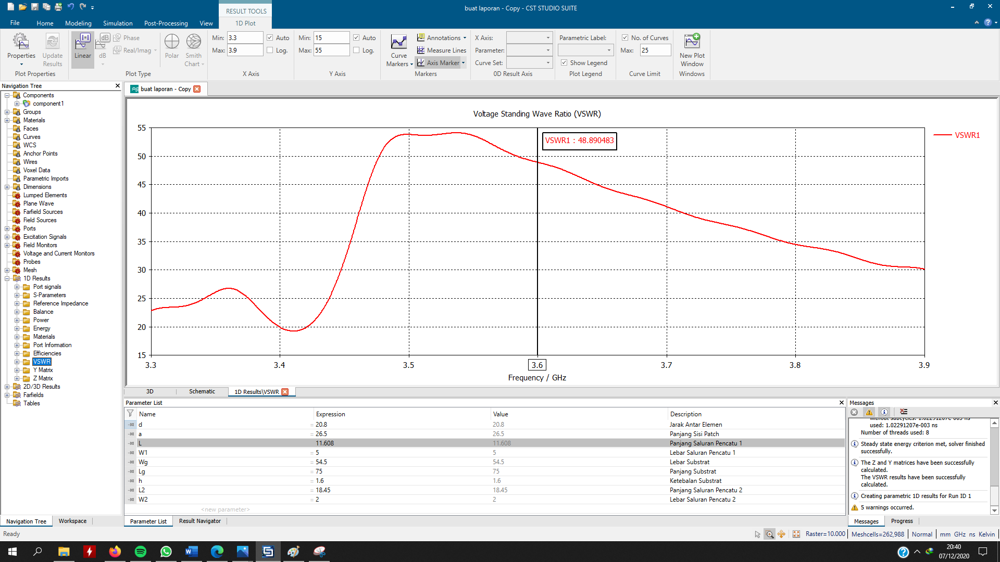 buat laporan - Copy - CST STUDIO SUITE
RESULT TOOLS
File
Home
Modeling
Simulation
Post-Processing
View
1D Plot
Properties
Update
Results
Plot Properties
Linear
dB
Phase
Real/Imag
Polar
Smith
Chart
Plot Type
Min: 3.3
Auto
Max: 3.9
Log.
X Axis
Min: 15
Auto
Max: 55
Log.
Y Axis
Curve
Markers
Annotations
Measure Lines
Axis Marker
Markers
X Axis:
Parameter:
Curve Set:
0D Result Axis
Parametric Label:
Show Legend
Plot Legend
No. of Curves
Max: 25
Curve Limit
New Plot
Window
Windows
Navigation Tree
Components
component1
Groups
Materials
Faces
Curves
WCS
Anchor Points
Wires
Voxel Data
Parametric Imports
Dimensions
Lumped Elements
Plane Wave
Farfield Sources
Field Sources
Ports
Excitation Signals
Field Monitors
Voltage and Current Monitors
Probes
Mesh
1D Results
Port signals
S-Parameters
Reference Impedance
Balance
Power
Energy
Materials
Port Information
Efficiencies
VSWR
Y Matrix
Z Matrix
2D/3D Results
Farfields
Tables
Navigation Tree
Workspace
buat laporan - Copy
Voltage Standing Wave Ratio (VSWR)
55
50
45
40
35
30
25
20
15
VSWR1 : 48.890483
VSWR1
3.3
3.4
3.5
3.6
3.7
3.8
3.9
Frequency / GHz
3D
Schematic
1D Results\VSWR
Parameter List
Name Expression Value Description
d = 20.8 20.8 Jarak Antar Elemen
a = 26.5 26.5 Panjang Sisi Patch
L 11.608 11.608 Panjang Saluran Pencatu 1
W1 = 5 5 Lebar Saluran Pencatu 1
Wg = 54.5 54.5 Lebar Substrat
Lg = 75 75 Panjang Substrat
h = 1.6 1.6 Ketebalan Substrat
L2 = 18.45 18.45 Panjang Saluran Pencatu 2
W2 = 2 2 Lebar Saluran Pencatu 2
<new parameter>
Parameter List
Result Navigator
Messages
without subcycles: 1.02291207e-003 ns
used: 1.02291207e-003 ns
Number of threads used: 8
Steady state energy criterion met, solver finished
successfully.
The Z and Y matrices have been successfully
calculated.
The VSWR results have been successfully
calculated.
Creating parametric 1D results for Run ID 1
5 warnings occurred.
Messages
Progress
Ready
Raster=10.000
Meshcells=262,988
Normal
mm GHz ns Kelvin
20:40
07/12/2020